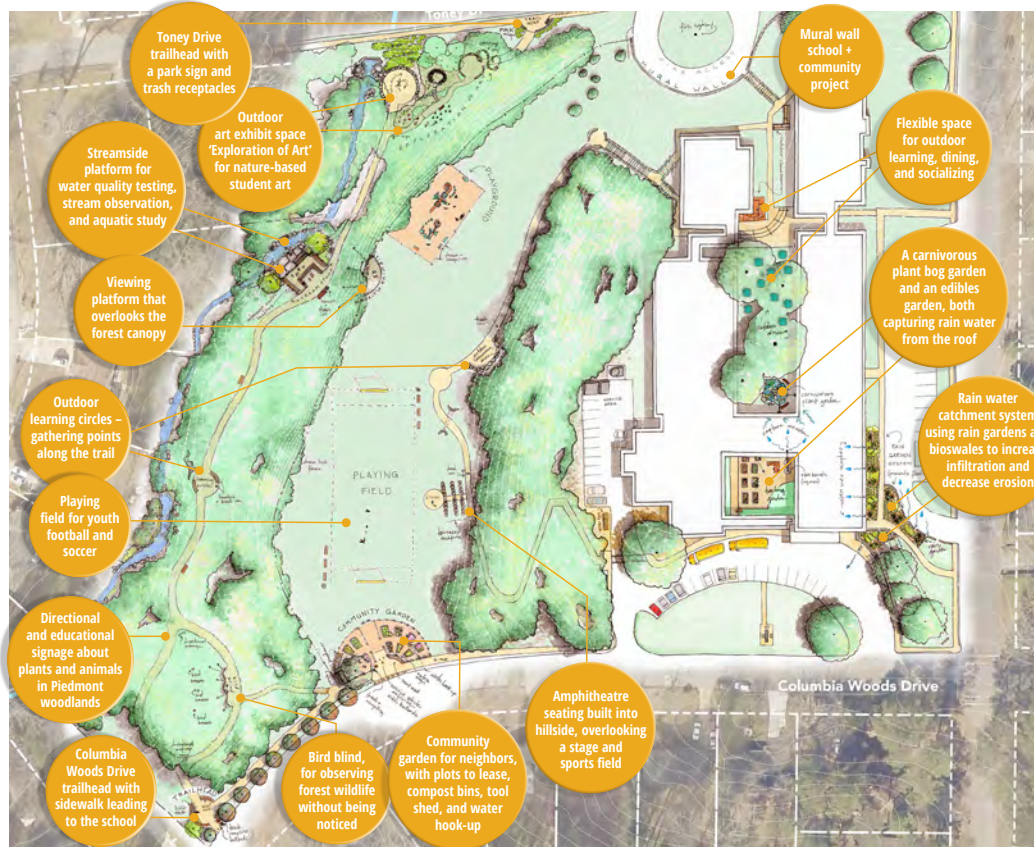 Toney Dr
Toney Drive
trailhead with
a park sign and
trash receptacles
Mural wall
school +
community
project
Outdoor
art exhibit space
'Exploration of Art'
for nature-based
student art
Flexible space
for outdoor
learning, dining,
and socializing
Streamside
platform for
water quality testing,
stream observation,
and aquatic study
A carnivorous
plant bog garden
and an edibles
garden, both
capturing rain water
from the roof
Viewing
platform that
overlooks the
forest canopy
Outdoor
learning circles –
gathering points
along the trail
Rain water
catchment system
using rain gardens a
bioswales to increa
infiltration and
decrease erosion
Playing
field for youth
football and
soccer
Directional
and educational
signage about
plants and animals
in Piedmont
woodlands
Amphitheatre
seating built into
hillside, overlooking
a stage and
sports field
Columbia
Woods Drive
trailhead with
sidewalk leading
to the school
Bird blind,
for observing
forest wildlife
without being
noticed
Community
garden for neighbors,
with plots to lease,
compost bins, tool
shed, and water
hook-up
Columbia Woods Drive
PLAYGROUND
PLAYING
FIELD
COMMUNITY GARDEN
TRAILHEAD
MURAL WALL